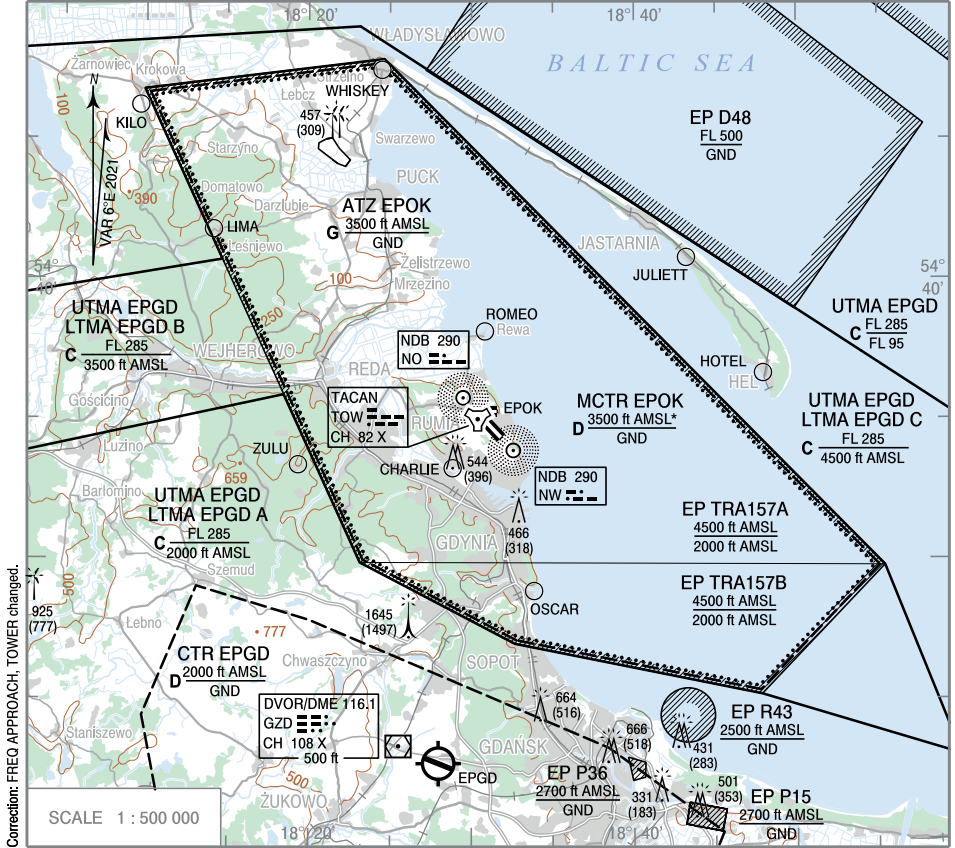 18° 20'
18° 40'
WŁADYSŁAWOWO
BALTIC SEA
Żarnowiec
Krokowa
Strzelno
Łebcz
WHISKEY
N
KILO
457
(309)
Swarzewo
100
Starzyno
EP D48
FL 500
GND
VAR 6°E 2021
390
Domatowo
Darzlubie
PUCK
ATZ EPOK
G 3500 ft AMSL
GND
LIMA
Leśniewo
JASTARNIA
JULIETT
Żelistrzewo
Mrzezino
100
54°
40'
54°
40'
UTMA EPGD
LTMA EPGD B
C FL 285
3500 ft AMSL
250
UTMA EPGD
C FL 285
FL 95
ROMEO
Rewa
WEJHEROWO
NDB 290
NO
REDA
HOTEL
HEL
Gościcino
TACAN
TOW
CH 82 X
RUMIA
EPOK
MCTR EPOK
D 3500 ft AMSL*
GND
UTMA EPGD
LTMA EPGD C
C FL 285
4500 ft AMSL
Luzino
ZULU
CHARLIE
544
(396)
659
NDB 290
NW
Barłomino
UTMA EPGD
LTMA EPGD A
C FL 285
2000 ft AMSL
466
(318)
EP TRA157A
4500 ft AMSL
2000 ft AMSL
GDYNIA
Szemud
500
925
(777)
EP TRA157B
4500 ft AMSL
2000 ft AMSL
OSCAR
1645
(1497)
Łebno
777
CTR EPGD
D 2000 ft AMSL
GND
Chwaszczyno
SOPOT
DVOR/DME 116.1
GZD
CH 108 X
500 ft
664
(516)
EP R43
2500 ft AMSL
GND
Staniszewo
GDAŃSK
666
(518)
431
(283)
EPGD
500
EP P36
2700 ft AMSL
GND
331
(183)
501
(353)
EP P15
2700 ft AMSL
GND
ŻUKOWO
SCALE 1 : 500 000
18° 20'
18° 40'
Correction: FREQ APPROACH, TOWER changed.